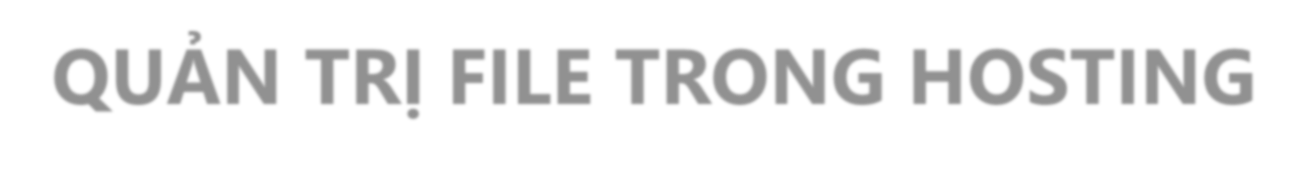 QUẢN TRỊ FILE TRONG HOSTING